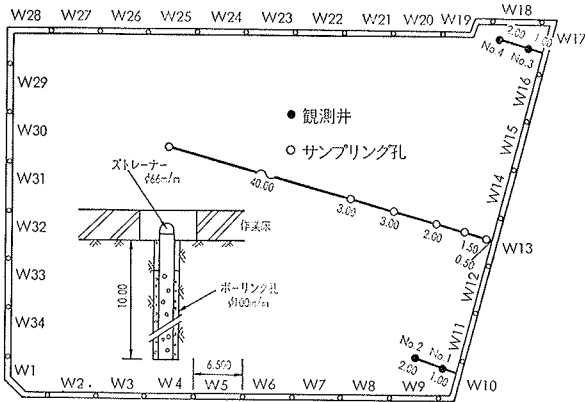 W28
W27
W26
W25
W24
W23
W22
W21
W20
W19
W18
W17
2.00
1.00
No.4
No.3
W29
W16
W30
● 観測井
W15
○ サンプリング孔
ストレーナー
φ66m/m
W31
40.00
W14
3.00
3.00
2.00
1.50
0.50
W32
作業床
W13
W33
W12
10.00
ボーリング孔
φ100m/m
W34
W11
No.2
No.1
2.00
1.00
6.500
W1
W2
W3
W4
W5
W6
W7
W8
W9
W10